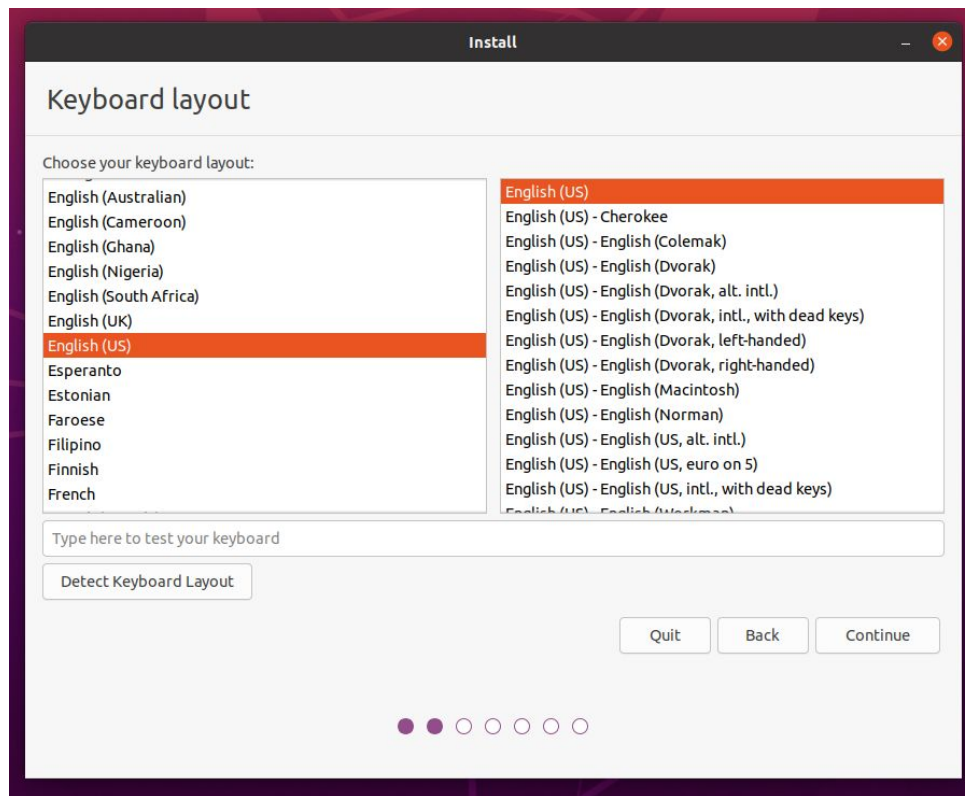 Install
Keyboard layout
Choose your keyboard layout:
English (Australian)
English (Cameroon)
English (Ghana)
English (Nigeria)
English (South Africa)
English (UK)
English (US)
Esperanto
Estonian
Faroese
Filipino
Finnish
French
English (US)
English (US) - Cherokee
English (US) - English (Colemak)
English (US) - English (Dvorak)
English (US) - English (Dvorak, alt. intl.)
English (US) - English (Dvorak, intl., with dead keys)
English (US) - English (Dvorak, left-handed)
English (US) - English (Dvorak, right-handed)
English (US) - English (Macintosh)
English (US) - English (Norman)
English (US) - English (US, alt. intl.)
English (US) - English (US, euro on 5)
English (US) - English (US, intl., with dead keys)
English (US) - English (Workman)
Type here to test your keyboard
Detect Keyboard Layout
Quit Back Continue